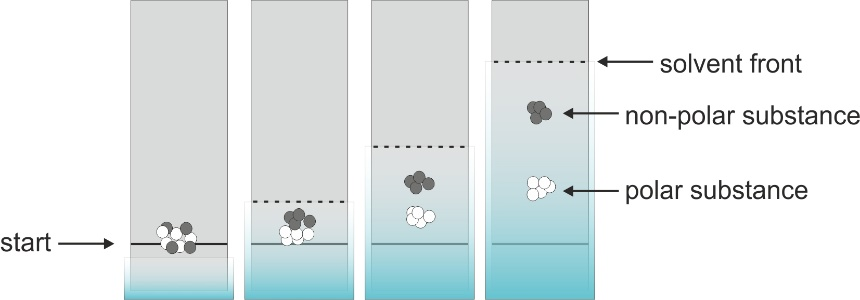 solvent front
non-polar substance
polar substance
start